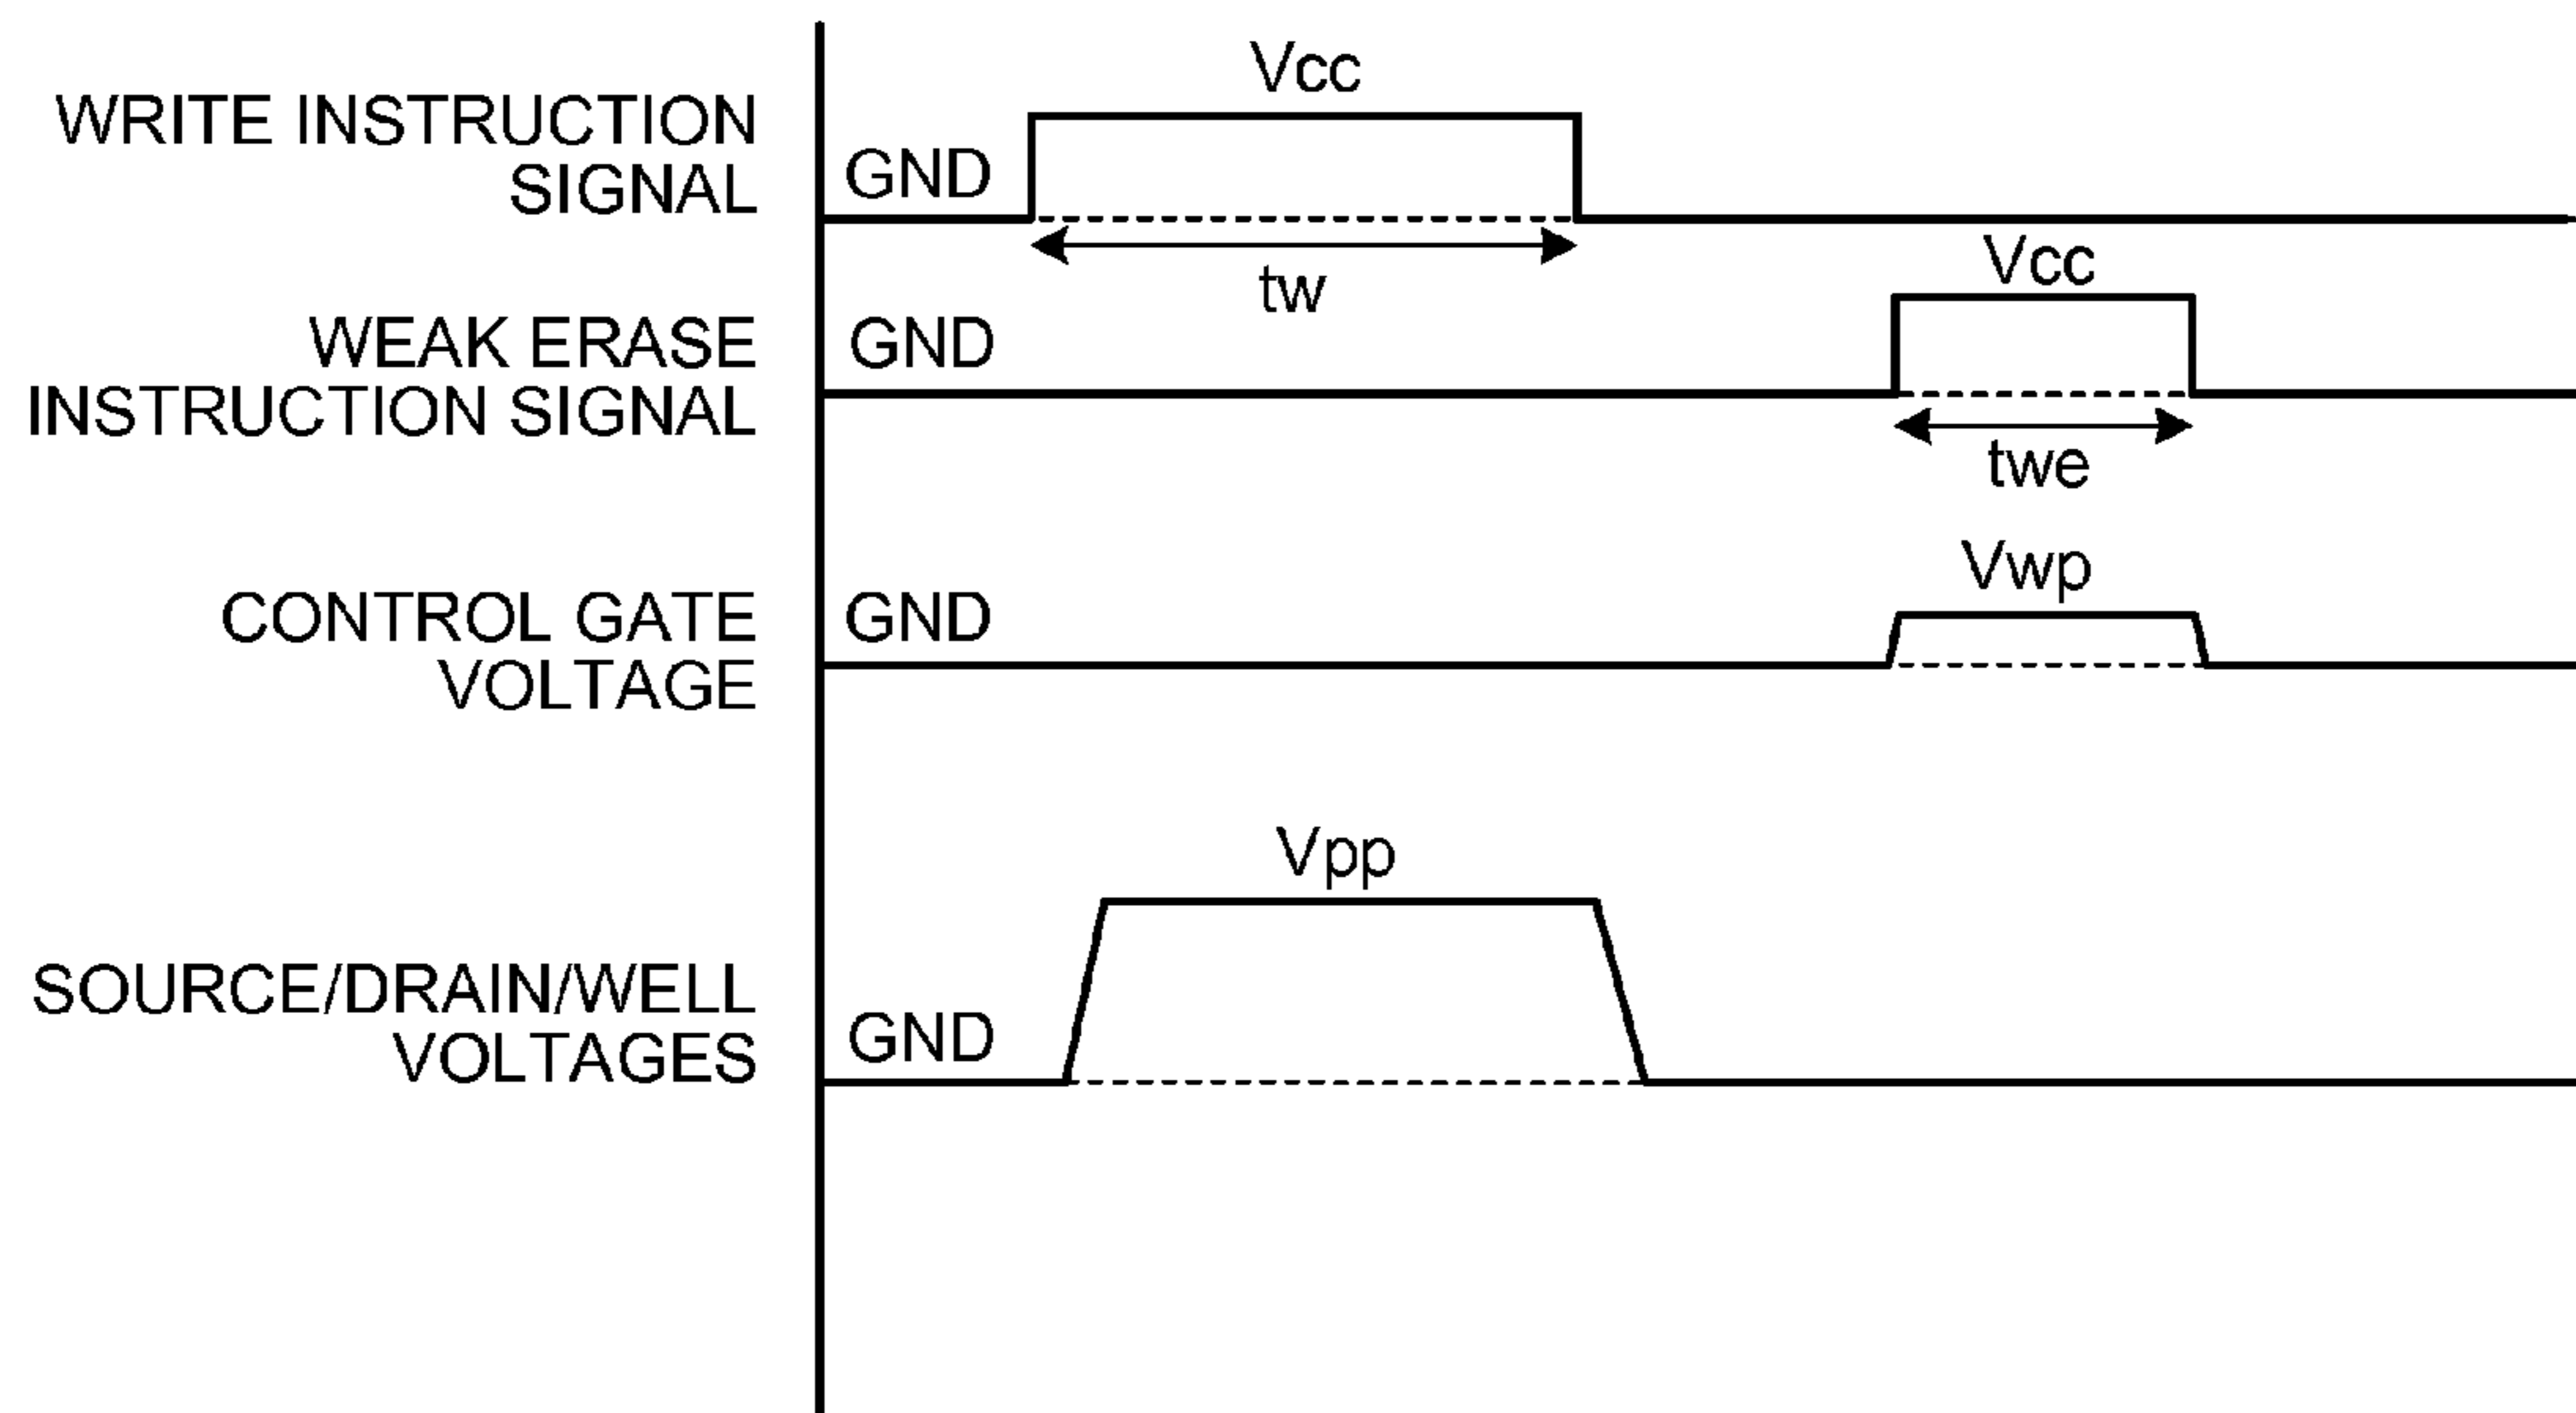 Vcc
WRITE INSTRUCTION
SIGNAL
GND
tw
Vcc
WEAK ERASE
INSTRUCTION SIGNAL
GND
twe
Vwp
CONTROL GATE
VOLTAGE
GND
Vpp
SOURCE/DRAIN/WELL
VOLTAGES
GND